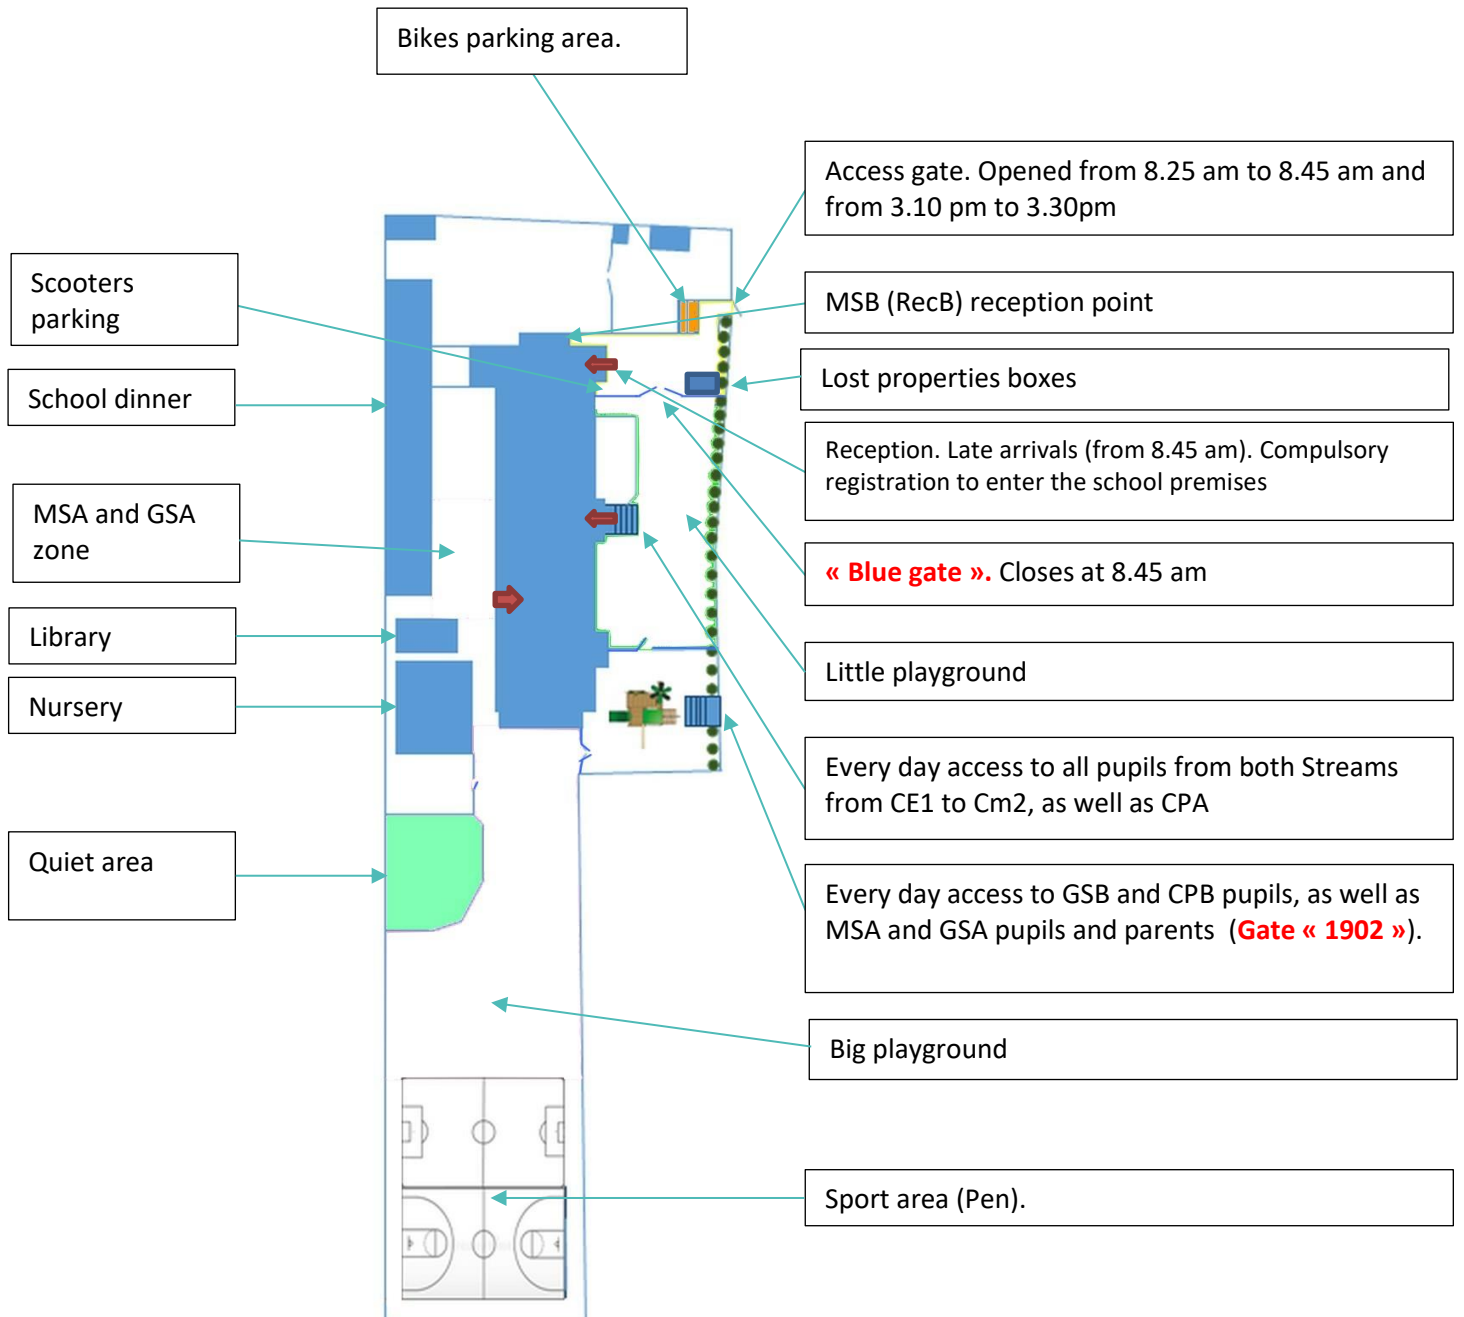 Bikes parking area.
Access gate. Opened from 8.25 am to 8.45 am and
from 3.10 pm to 3.30pm
Scooters
parking
MSB (RecB) reception point
School dinner
Lost properties boxes
Reception. Late arrivals (from 8.45 am). Compulsory
registration to enter the school premises
MSA and GSA
zone
« Blue gate ». Closes at 8.45 am
Library
Little playground
Nursery
Every day access to all pupils from both Streams
from CE1 to Cm2, as well as CPA
Quiet area
Every day access to GSB and CPB pupils, as well as
MSA and GSA pupils and parents (Gate « 1902 »).
Big playground
Sport area (Pen).